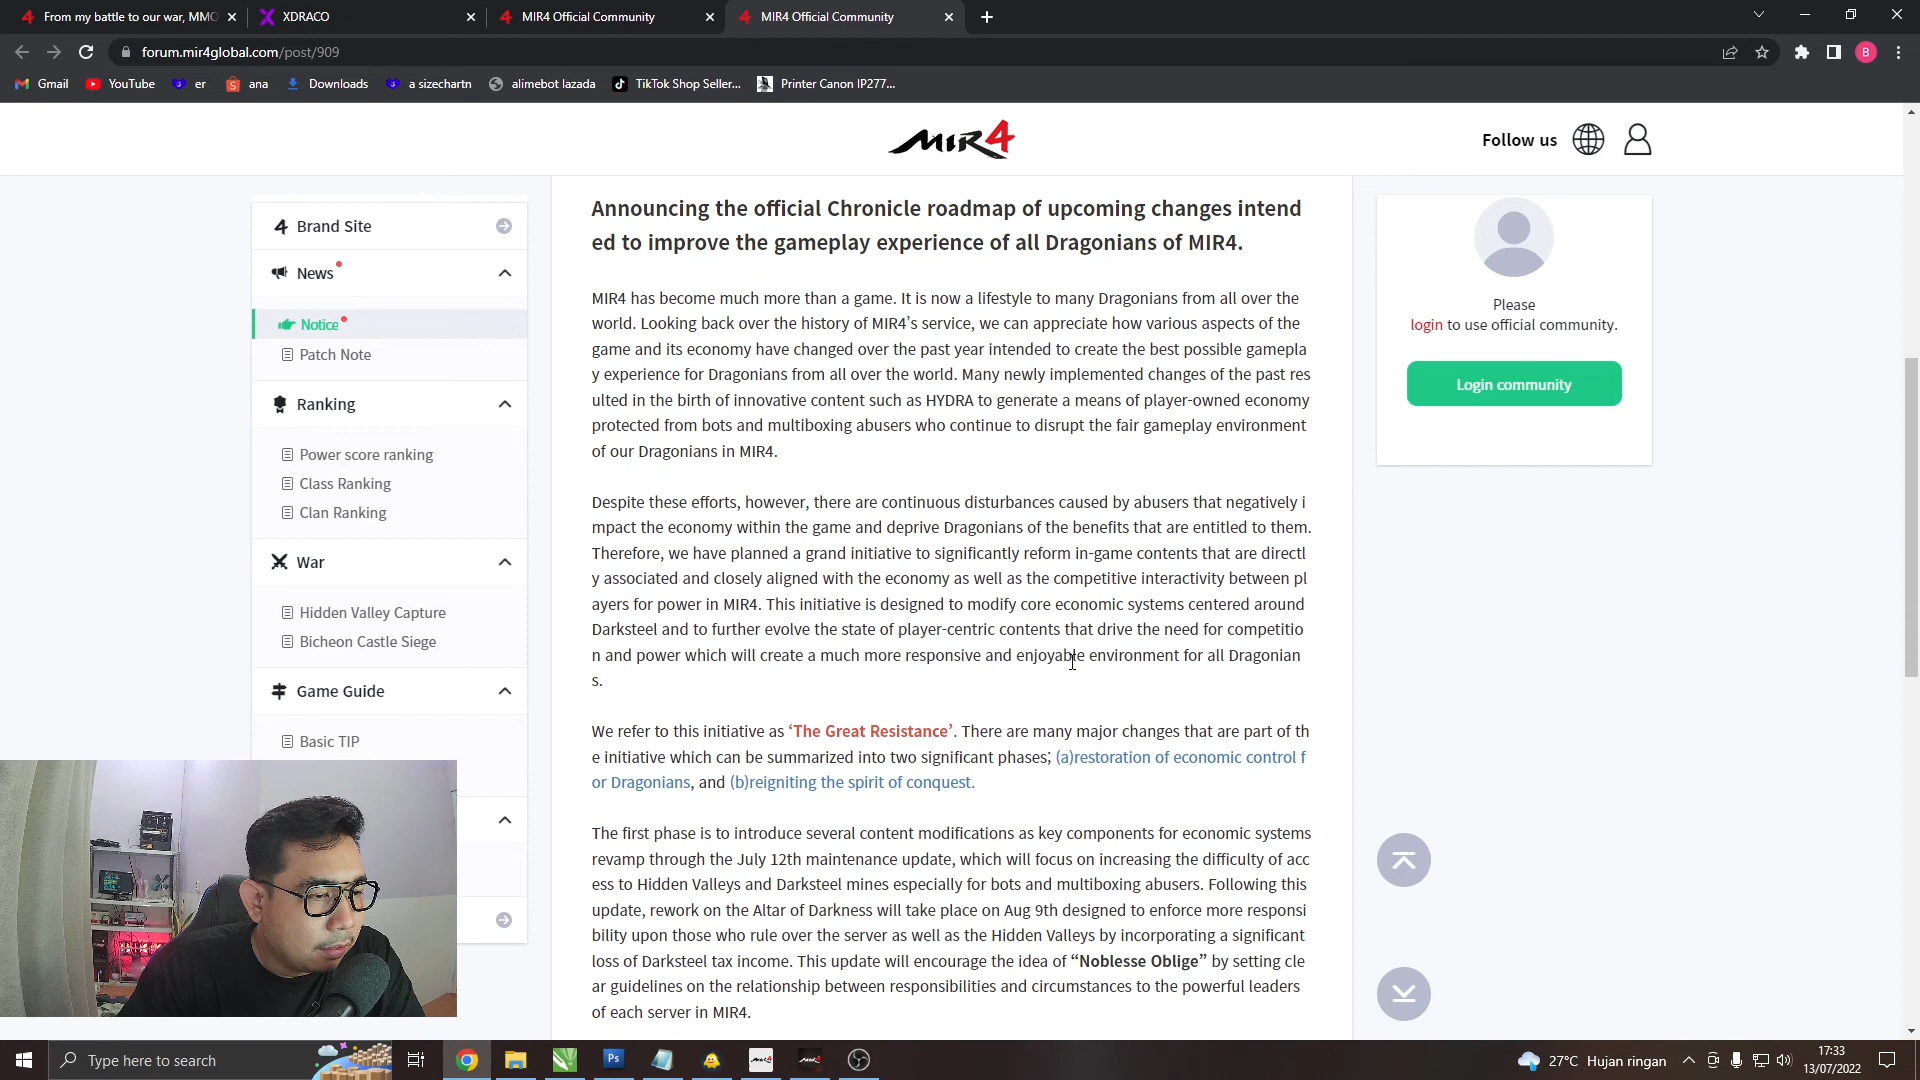 From my battle to our war, MMO
XDRACO
MIR4 Official Community
MIR4 Official Community
forum.mir4global.com/post/909
B
Gmail
YouTube
er
ana
Downloads
a sizechartn
alimebot lazada
TikTok Shop Seller...
Printer Canon IP277...
MIR4
Follow us
Brand Site
News
Notice
Patch Note
Ranking
Power score ranking
Class Ranking
Clan Ranking
War
Hidden Valley Capture
Bicheon Castle Siege
Game Guide
Basic TIP
Announcing the official Chronicle roadmap of upcoming changes intend
ed to improve the gameplay experience of all Dragonians of MIR4.
MIR4 has become much more than a game. It is now a lifestyle to many Dragonians from all over the
world. Looking back over the history of MIR4’s service, we can appreciate how various aspects of the
game and its economy have changed over the past year intended to create the best possible gamepla
y experience for Dragonians from all over the world. Many newly implemented changes of the past res
ulted in the birth of innovative content such as HYDRA to generate a means of player-owned economy
protected from bots and multiboxing abusers who continue to disrupt the fair gameplay environment
of our Dragonians in MIR4.
Despite these efforts, however, there are continuous disturbances caused by abusers that negatively i
mpact the economy within the game and deprive Dragonians of the benefits that are entitled to them.
Therefore, we have planned a grand initiative to significantly reform in-game contents that are directl
y associated and closely aligned with the economy as well as the competitive interactivity between pl
ayers for power in MIR4. This initiative is designed to modify core economic systems centered around
Darksteel and to further evolve the state of player-centric contents that drive the need for competitio
n and power which will create a much more responsive and enjoyable environment for all Dragonian
s.
We refer to this initiative as ‘The Great Resistance’. There are many major changes that are part of th
e initiative which can be summarized into two significant phases; (a)restoration of economic control f
or Dragonians, and (b)reigniting the spirit of conquest.
The first phase is to introduce several content modifications as key components for economic systems
revamp through the July 12th maintenance update, which will focus on increasing the difficulty of acc
ess to Hidden Valleys and Darksteel mines especially for bots and multiboxing abusers. Following this
update, rework on the Altar of Darkness will take place on Aug 9th designed to enforce more responsi
bility upon those who rule over the server as well as the Hidden Valleys by incorporating a significant
loss of Darksteel tax income. This update will encourage the idea of “Noblesse Oblige” by setting cle
ar guidelines on the relationship between responsibilities and circumstances to the powerful leaders
of each server in MIR4.
Please
login to use official community.
Login community
Type here to search
Ps
27°C Hujan ringan
17:33
13/07/2022